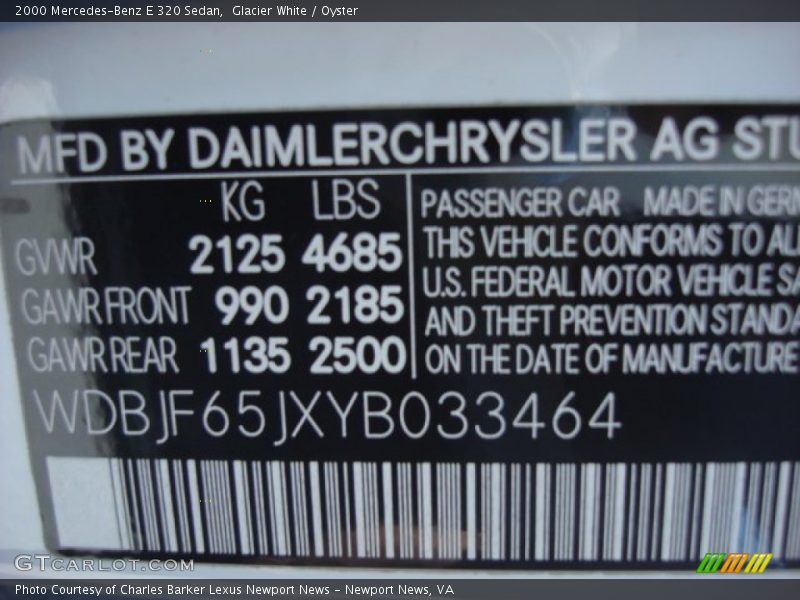 2000 Mercedes-Benz E 320 Sedan,  Glacier White / Oyster
MFD BY DAIMLERCHRYSLER AG STU
KG LBS
GVWR 2125 4685
GAWR FRONT 990 2185
GAWR REAR 1135 2500
PASSENGER CAR MADE IN GERM
THIS VEHICLE CONFORMS TO ALL
U.S. FEDERAL MOTOR VEHICLE SA
AND THEFT PREVENTION STANDA
ON THE DATE OF MANUFACTURE
WDBJF65JXYB033464
GTCARLOT.COM
Photo Courtesy of Charles Barker Lexus Newport News - Newport News, VA